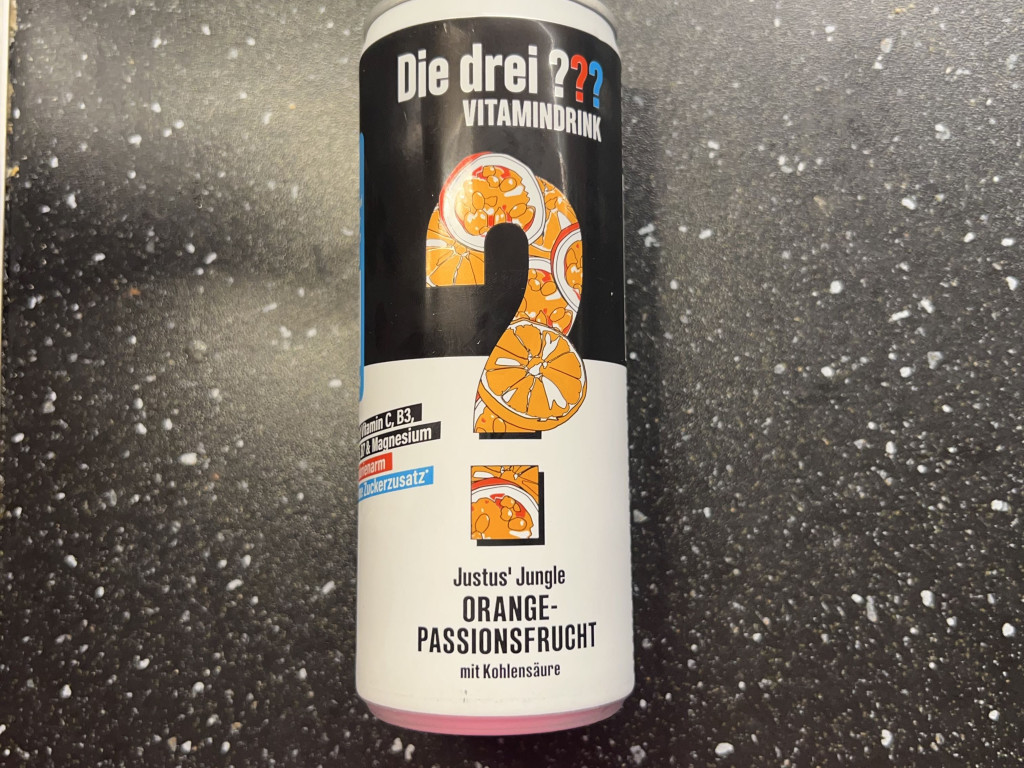 Die drei ???
VITAMINDRINK
Vitamin C, B3,
& Magnesium
Zuckerzusatz*
Justus' Jungle
ORANGE-
PASSIONSFRUCHT
mit Kohlensäure